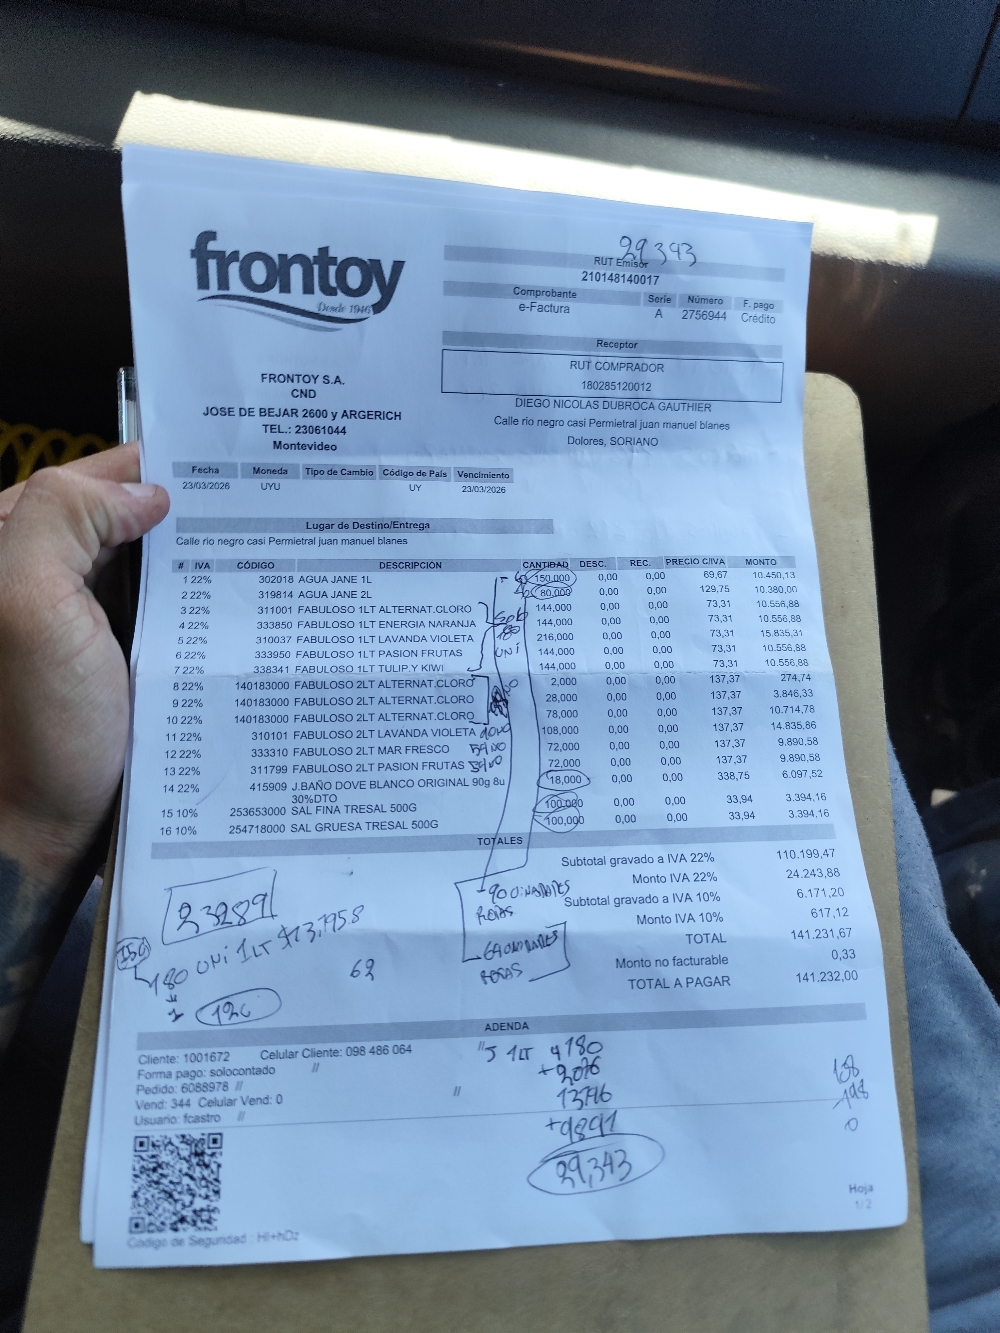 29,343
frontoy
Desde 1946
RUT Emisor
210148140017
Comprobante Serie Número F. pago
e-Factura A 2756944 Crédito
Receptor
RUT COMPRADOR
180285120012
DIEGO NICOLAS DUBROCA GAUTHIER
Calle rio negro casi Permietral juan manuel blanes
Dolores, SORIANO
FRONTOY S.A.
CND
JOSE DE BEJAR 2600 y ARGERICH
TEL.: 23061044
Montevideo
Fecha Moneda Tipo de Cambio Código de País Vencimiento
23/03/2026 UYU UY 23/03/2026
Lugar de Destino/Entrega
Calle rio negro casi Permietral juan manuel blanes
# IVA CÓDIGO DESCRIPCIÓN CANTIDAD DESC. REC. PRECIO C/IVA MONTO
1 22% 302018 AGUA JANE 1L 150,000 0,00 0,00 69,67 10.450,13
2 22% 319814 AGUA JANE 2L 80,000 0,00 0,00 129,75 10.380,00
3 22% 311001 FABULOSO 1LT ALTERNAT.CLORO 144,000 0,00 0,00 73,31 10.556,88
4 22% 333850 FABULOSO 1LT ENERGIA NARANJA 144,000 0,00 0,00 73,31 10.556,88
5 22% 310037 FABULOSO 1LT LAVANDA VIOLETA 216,000 0,00 0,00 73,31 15.835,31
6 22% 333950 FABULOSO 1LT PASION FRUTAS 144,000 0,00 0,00 73,31 10.556,88
7 22% 338341 FABULOSO 1LT TULIP.Y KIWI 144,000 0,00 0,00 73,31 10.556,88
8 22% 140183000 FABULOSO 2LT ALTERNAT.CLORO 2,000 0,00 0,00 137,37 274,74
9 22% 140183000 FABULOSO 2LT ALTERNAT.CLORO 28,000 0,00 0,00 137,37 3.846,33
10 22% 140183000 FABULOSO 2LT ALTERNAT.CLORO 78,000 0,00 0,00 137,37 10.714,78
11 22% 310101 FABULOSO 2LT LAVANDA VIOLETA 108,000 0,00 0,00 137,37 14.835,86
12 22% 333310 FABULOSO 2LT MAR FRESCO 72,000 0,00 0,00 137,37 9.890,58
13 22% 311799 FABULOSO 2LT PASION FRUTAS 72,000 0,00 0,00 137,37 9.890,58
14 22% 415909 J.BAÑO DOVE BLANCO ORIGINAL 90g 8u 18,000 0,00 0,00 338,75 6.097,52
30%DTO
15 10% 253653000 SAL FINA TRESAL 500G 100,000 0,00 0,00 33,94 3.394,16
16 10% 254718000 SAL GRUESA TRESAL 500G 100,000 0,00 0,00 33,94 3.394,16
180
UNI
TOTALES
Subtotal gravado a IVA 22% 110.199,47
Monto IVA 22% 24.243,88
Subtotal gravado a IVA 10% 6.171,20
Monto IVA 10% 617,12
TOTAL 141.231,67
Monto no facturable 0,33
TOTAL A PAGAR 141.232,00
90 UNIDADES
ROTAS
60 UNIDADES
ROTAS
23289
150
180 UNI 1LT $13,1958
62
126
ADENDA
Cliente: 1001672 Celular Cliente: 098 486 064 //
Forma pago: solocontado //
Pedido: 6088978 //
Vend: 344 Celular Vend: 0 //
Usuario: fcastro //
J 1LT 4180
+2076
13196
+9891
29,343
108
198
0
Hoja
1/2
Código de Seguridad : HI+hDz